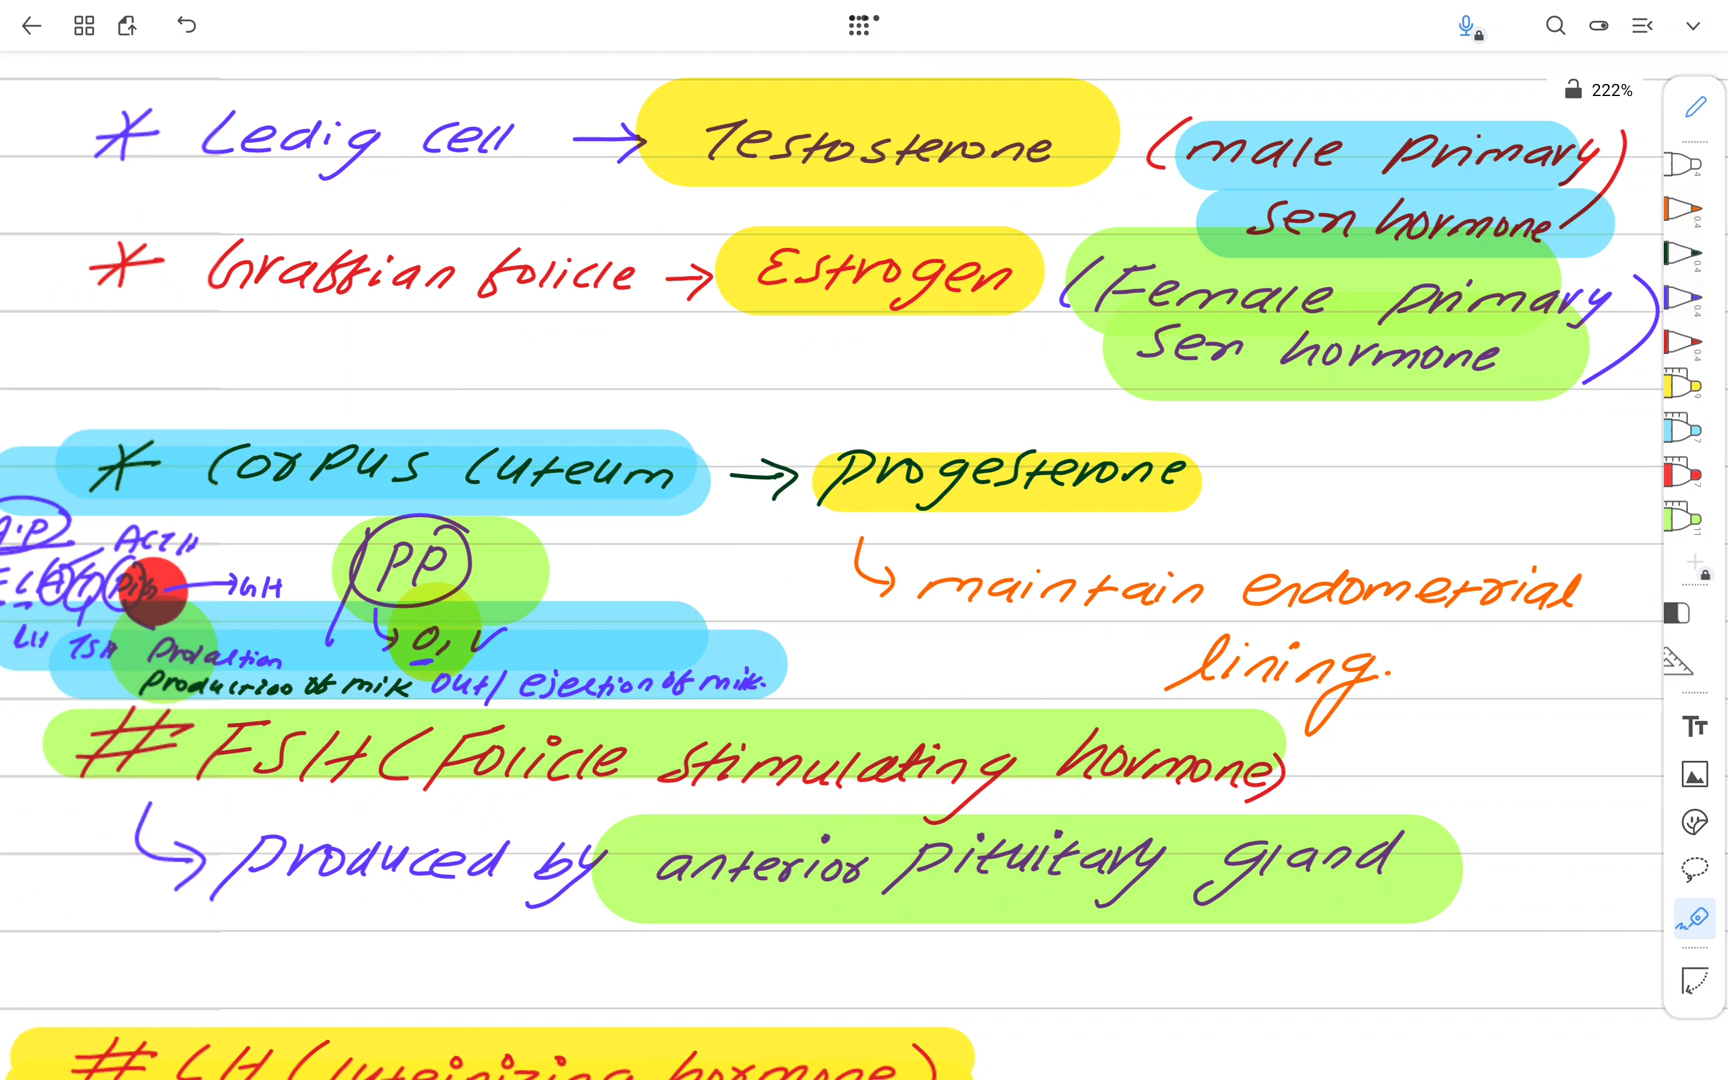 222%
* Ledig cell → Testosterone (male primary
sex hormone)
* Graffian folicle → Estrogen (Female primary
sex hormone)
* Corpus luteum → progesterone
A.P ACTH PP
→ GH ↳ maintain endometrial
LH TSH → O, V lining.
Prolaction
production of milk out/ ejection of milk.
# FSH (Folicle stimulating hormone)
↳ produced by anterior pituitary gland
# LH (luteinizing hormone)